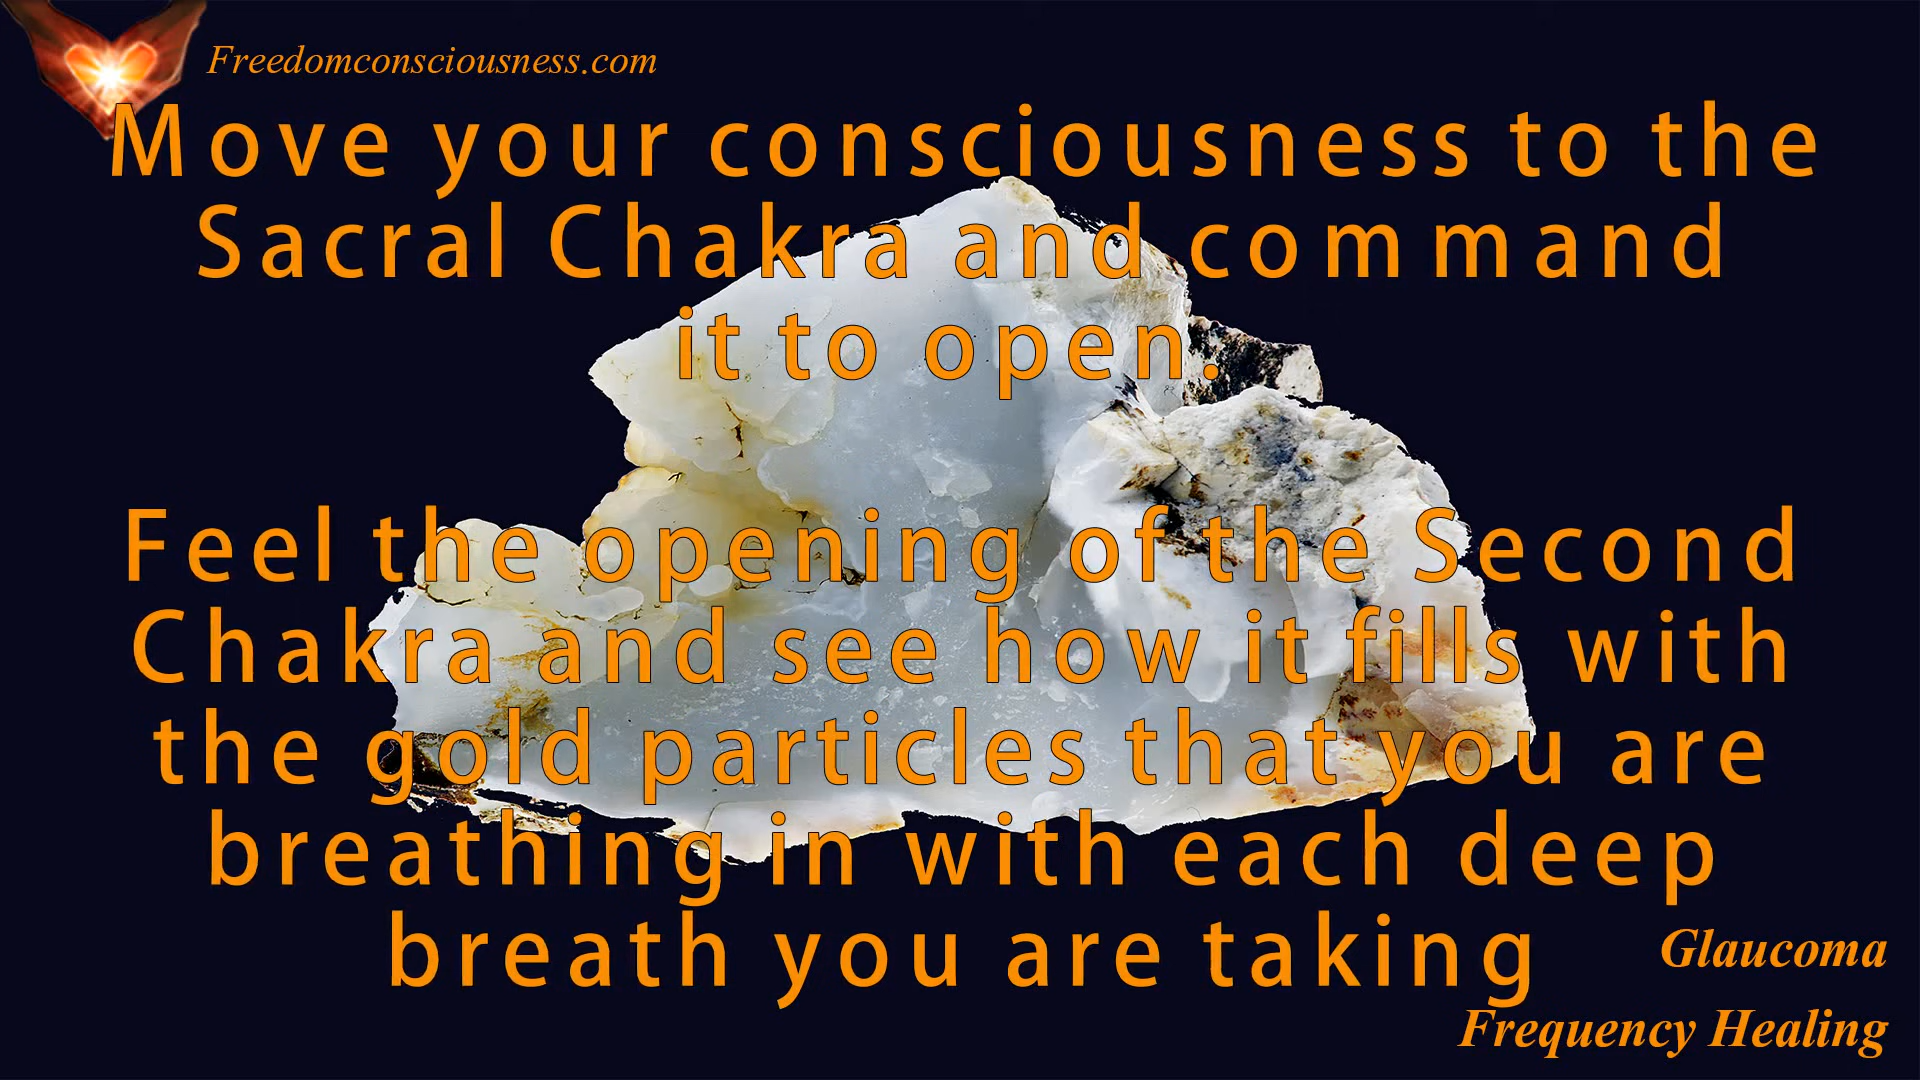 Freedomconsciousness.com
Move your consciousness to the
Sacral Chakra and command
it to open.
Feel the opening of the Second
Chakra and see how it fills with
the gold particles that you are
breathing in with each deep
breath you are taking
Glaucoma
Frequency Healing